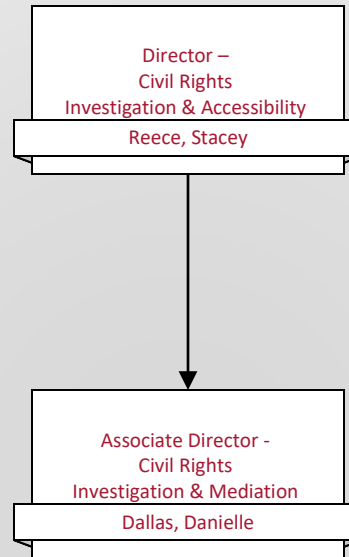 Director –
Civil Rights
Investigation & Accessibility
Reece, Stacey
Associate Director -
Civil Rights
Investigation & Mediation
Dallas, Danielle